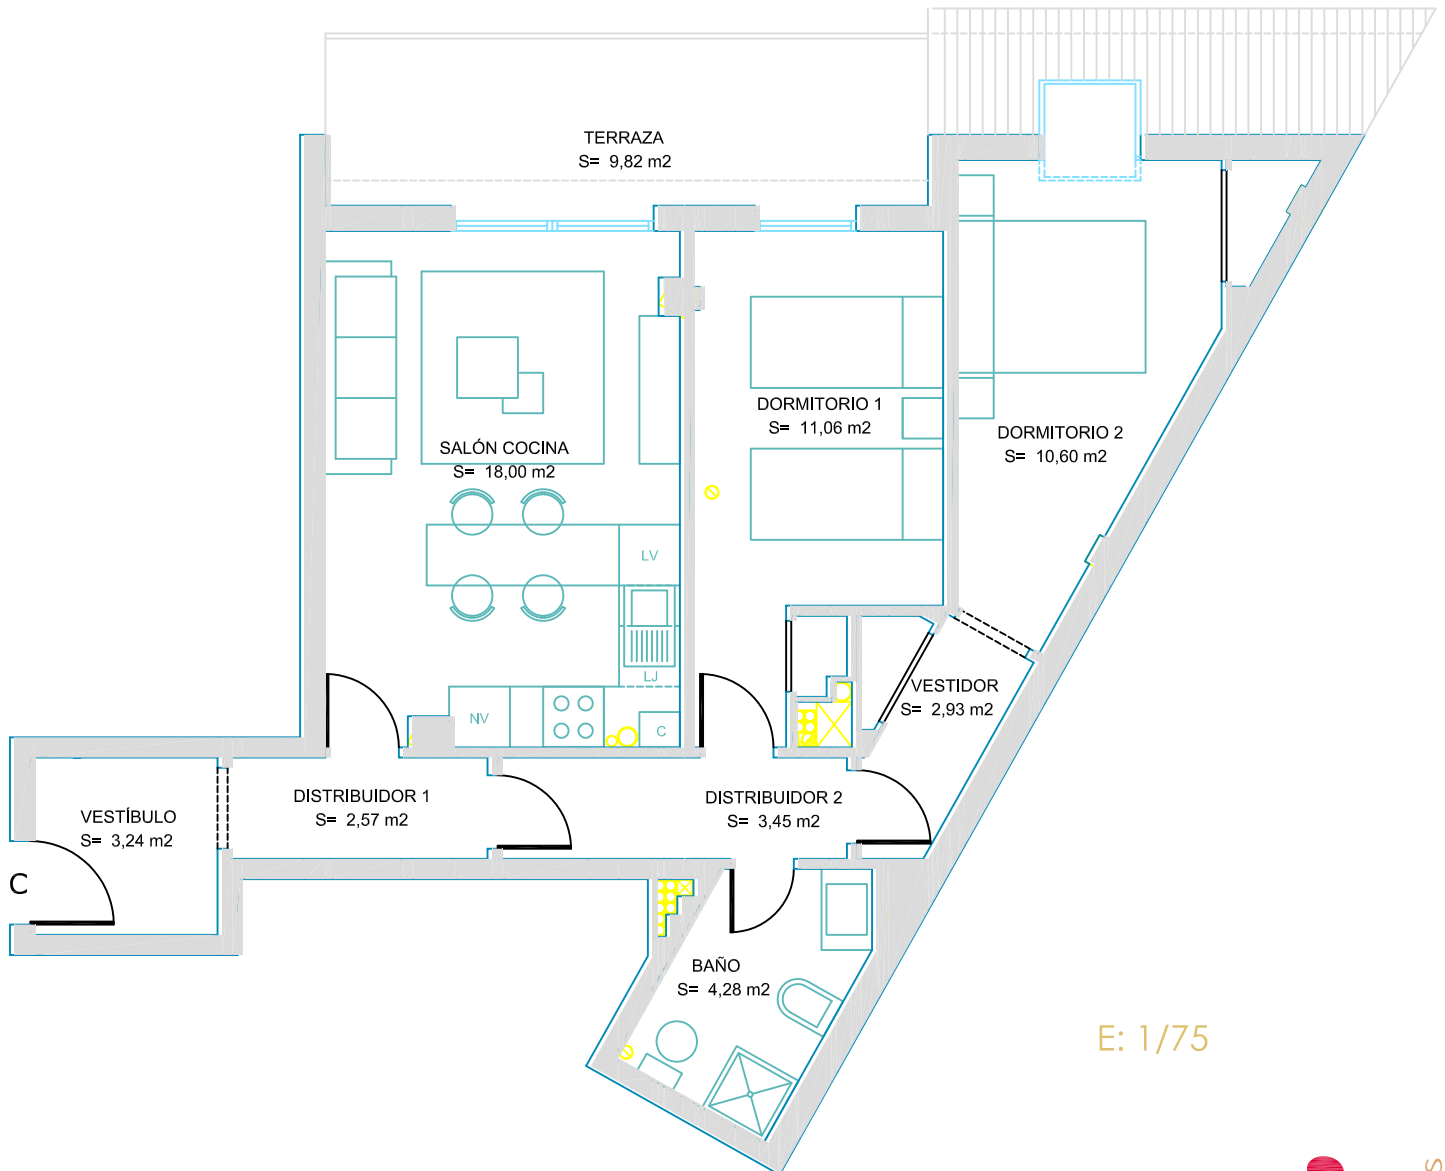 TERRAZA
S= 9,82 m2
DORMITORIO 1
S= 11,06 m2
DORMITORIO 2
S= 10,60 m2
SALÓN COCINA
S= 18,00 m2
LV
LJ
NV
C
VESTIDOR
S= 2,93 m2
DISTRIBUIDOR 1
S= 2,57 m2
DISTRIBUIDOR 2
S= 3,45 m2
VESTÍBULO
S= 3,24 m2
C
BAÑO
S= 4,28 m2
E: 1/75
S